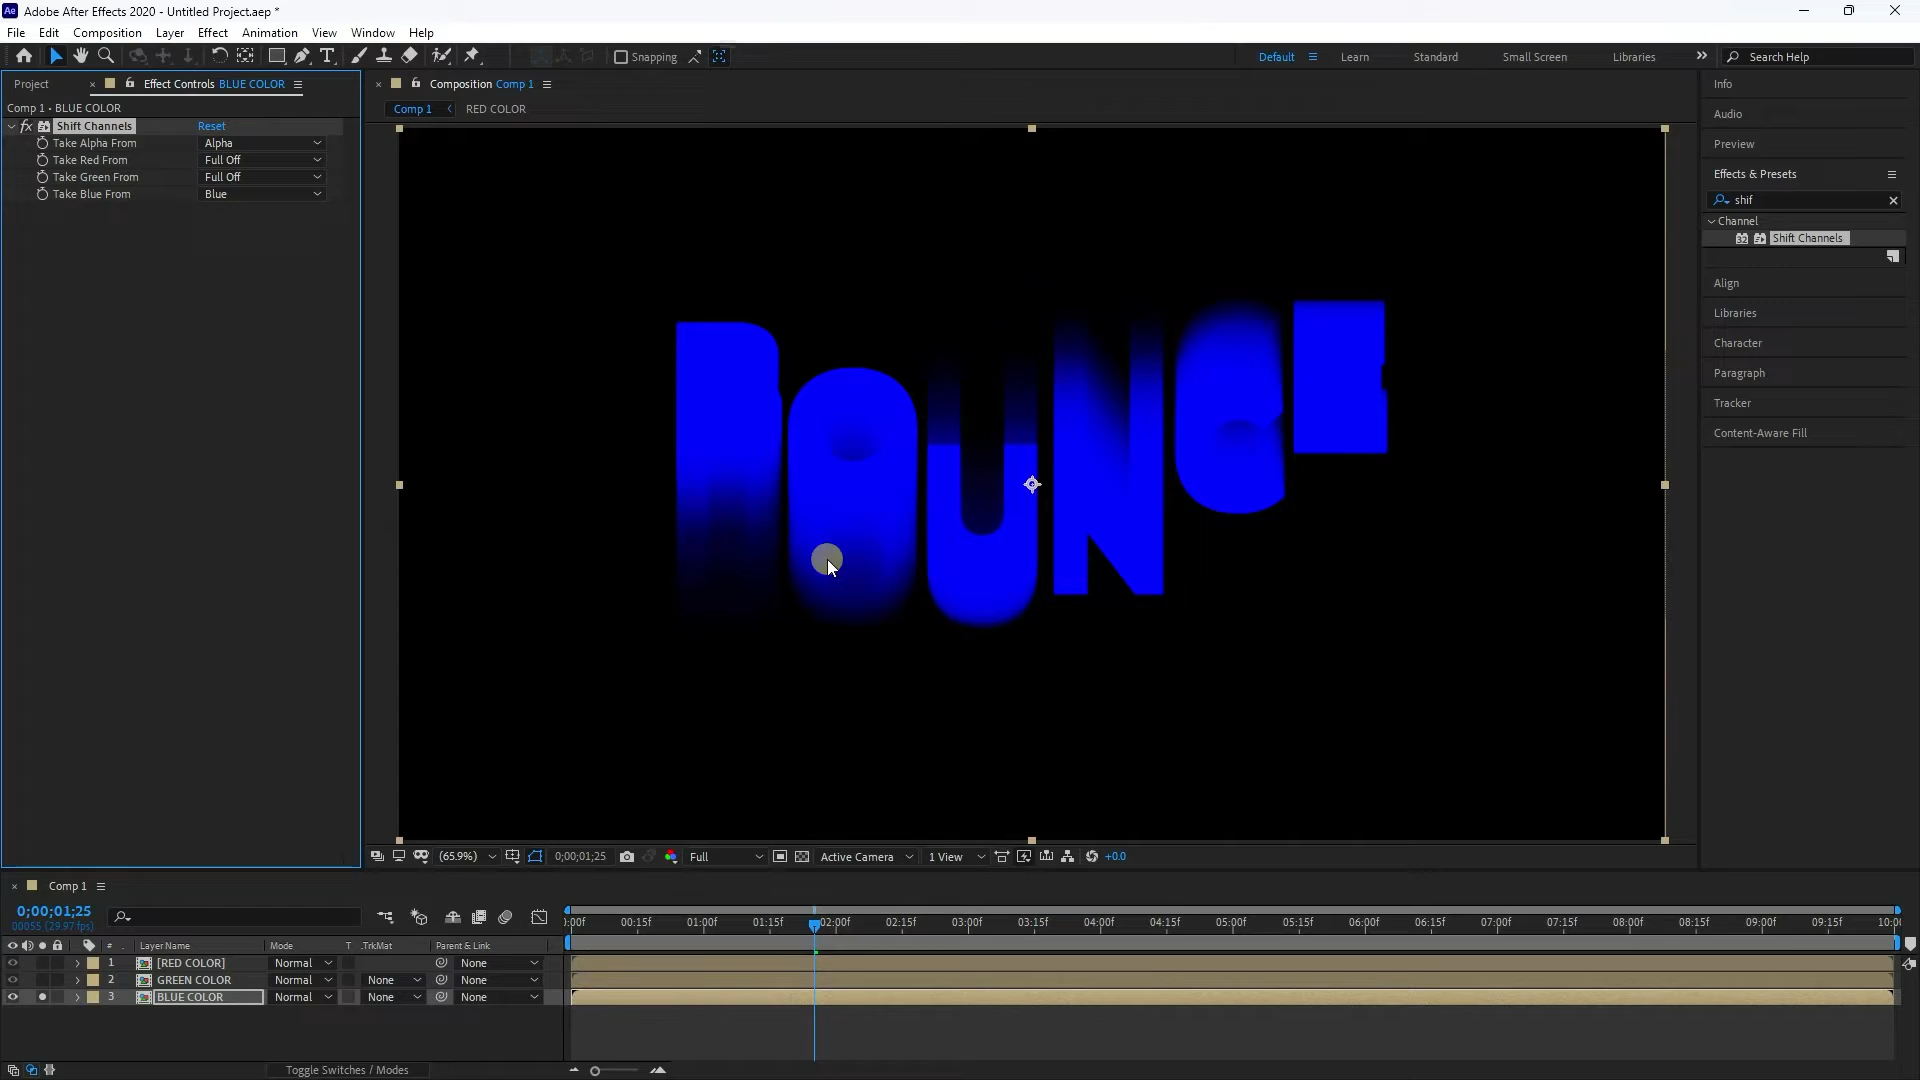 Ae Adobe After Effects 2020 - Untitled Project.aep *
File Edit Composition Layer Effect Animation View Window Help
Snapping Default Learn Standard Small Screen Libraries Search Help
Project Effect Controls BLUE COLOR
Comp 1 • BLUE COLOR
fx Shift Channels Reset
Take Alpha From Alpha
Take Red From Full Off
Take Green From Full Off
Take Blue From Blue
Composition Comp 1
Comp 1 RED COLOR
BOUNCE
(65.9%) 0;00;01;25 Full Active Camera 1 View +0.0
Info
Audio
Preview
Effects & Presets
shif
Channel
32 Shift Channels
Align
Libraries
Character
Paragraph
Tracker
Content-Aware Fill
Comp 1
0;00;01;25
00055 (29.97 fps)
:00f 00:15f 01:00f 01:15f 02:00f 02:15f 03:00f 03:15f 04:00f 04:15f 05:00f 05:15f 06:00f 06:15f 07:00f 07:15f 08:00f 08:15f 09:00f 09:15f 10:00
# Layer Name Mode T .TrkMat Parent & Link
1 [RED COLOR] Normal None
2 GREEN COLOR Normal None None
3 BLUE COLOR Normal None None
Toggle Switches / Modes